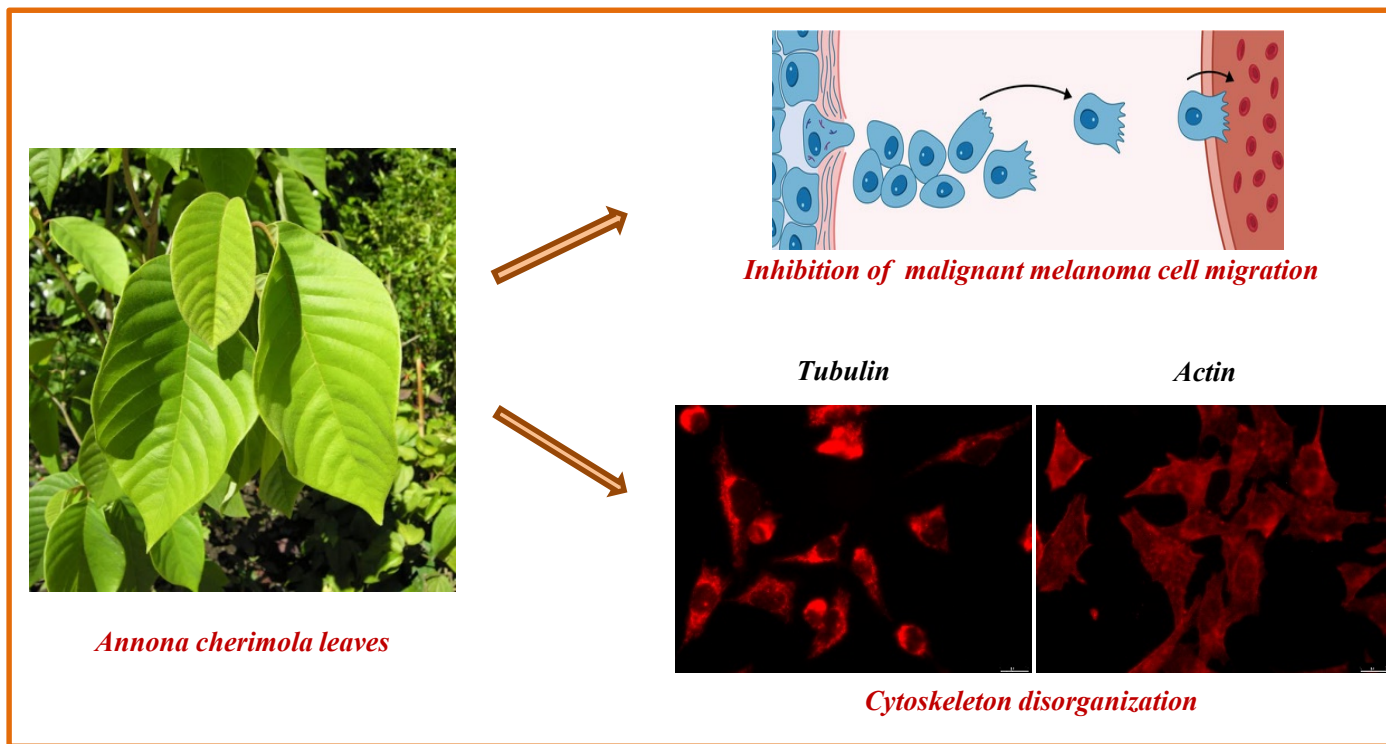 Inhibition of malignant melanoma cell migration
Tubulin
Actin
Annona cherimola leaves
Cytoskeleton disorganization